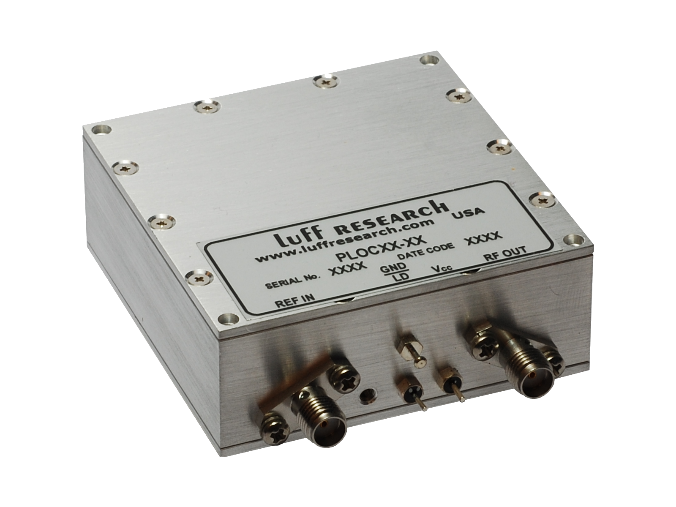 Luff RESEARCH
www.luffresearch.com USA
PLOCXX-XX
SERIAL No. XXXX DATE CODE XXXX
REF IN GND Vcc RF OUT
LD